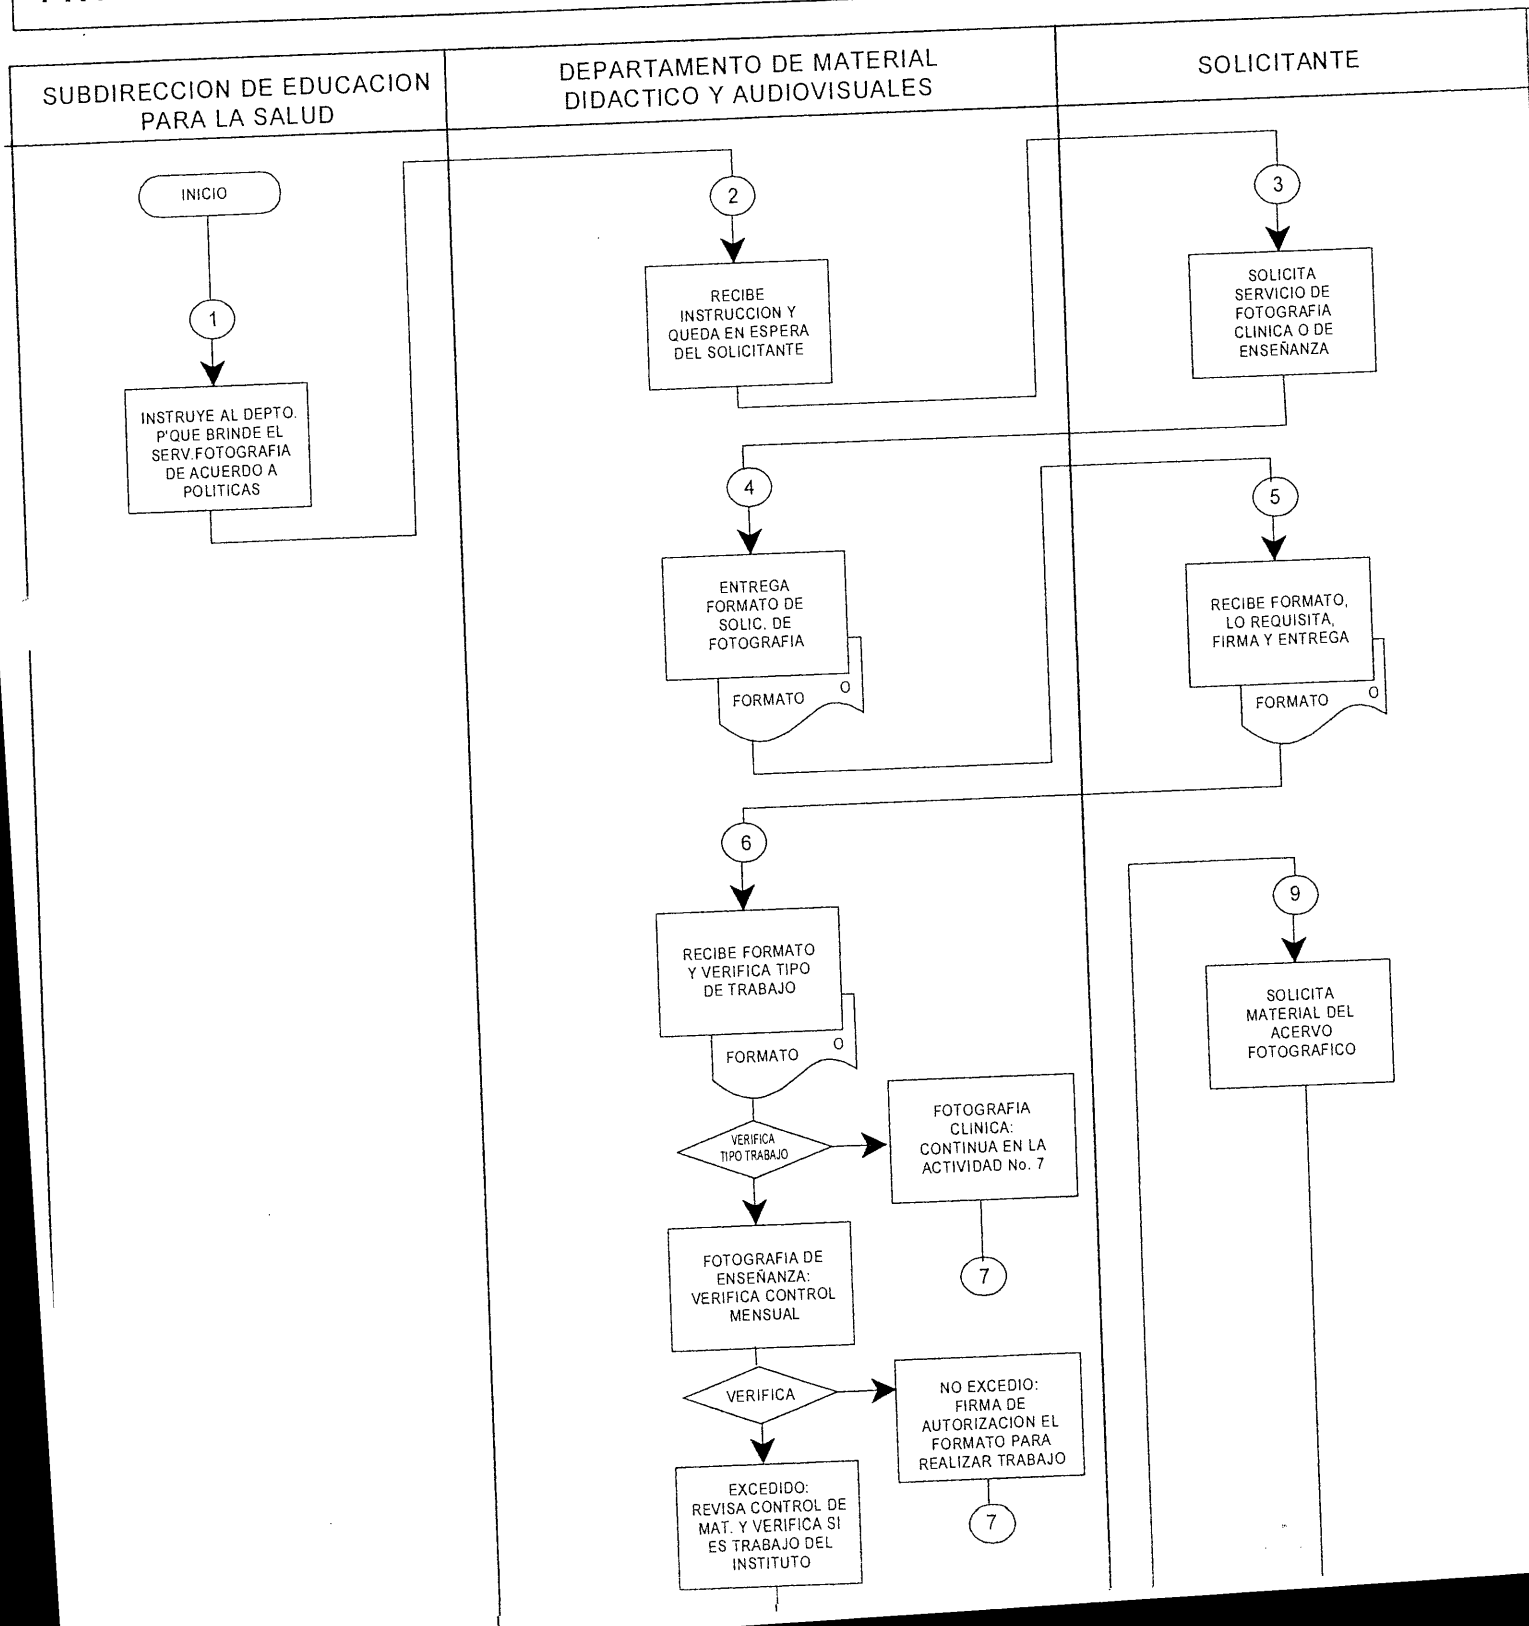 SUBDIRECCION DE EDUCACION
PARA LA SALUD
DEPARTAMENTO DE MATERIAL
DIDACTICO Y AUDIOVISUALES
SOLICITANTE
INICIO
1
INSTRUYE AL DEPTO.
P'QUE BRINDE EL
SERV.FOTOGRAFIA
DE ACUERDO A
POLITICAS
2
RECIBE
INSTRUCCION Y
QUEDA EN ESPERA
DEL SOLICITANTE
3
SOLICITA
SERVICIO DE
FOTOGRAFIA
CLINICA O DE
ENSEÑANZA
4
ENTREGA
FORMATO DE
SOLIC. DE
FOTOGRAFIA
FORMATO O
5
RECIBE FORMATO,
LO REQUISITA,
FIRMA Y ENTREGA
FORMATO O
6
RECIBE FORMATO
Y VERIFICA TIPO
DE TRABAJO
FORMATO O
VERIFICA
TIPO TRABAJO
FOTOGRAFIA
CLINICA:
CONTINUA EN LA
ACTIVIDAD No. 7
7
FOTOGRAFIA DE
ENSEÑANZA:
VERIFICA CONTROL
MENSUAL
VERIFICA
NO EXCEDIO:
FIRMA DE
AUTORIZACION EL
FORMATO PARA
REALIZAR TRABAJO
7
EXCEDIDO:
REVISA CONTROL DE
MAT. Y VERIFICA SI
ES TRABAJO DEL
INSTITUTO
9
SOLICITA
MATERIAL DEL
ACERVO
FOTOGRAFICO